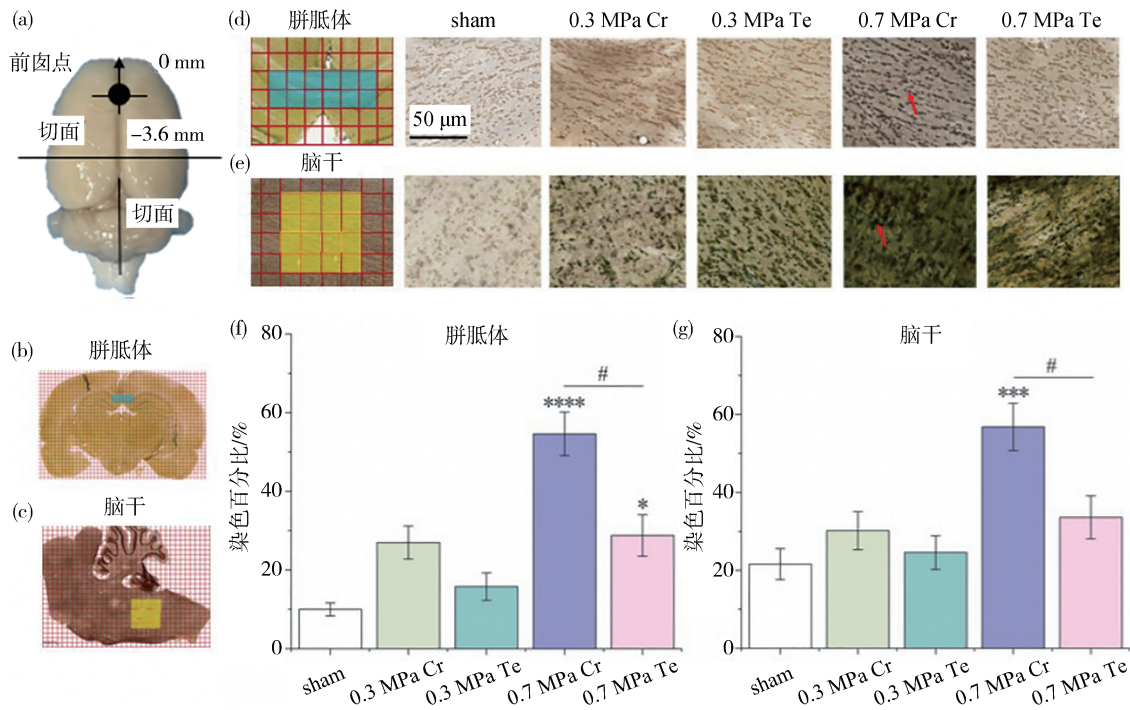 (a)
前囟点
0 mm
切面
−3.6 mm
切面
(b)
胼胝体
(c)
脑干
(d)
胼胝体
sham
0.3 MPa Cr
0.3 MPa Te
0.7 MPa Cr
0.7 MPa Te
50 μm
(e)
脑干
(f)
胼胝体
染色百分比/%
80
60
40
20
0
#
****
*
sham
0.3 MPa Cr
0.3 MPa Te
0.7 MPa Cr
0.7 MPa Te
(g)
脑干
染色百分比/%
80
60
40
20
0
#
***
sham
0.3 MPa Cr
0.3 MPa Te
0.7 MPa Cr
0.7 MPa Te